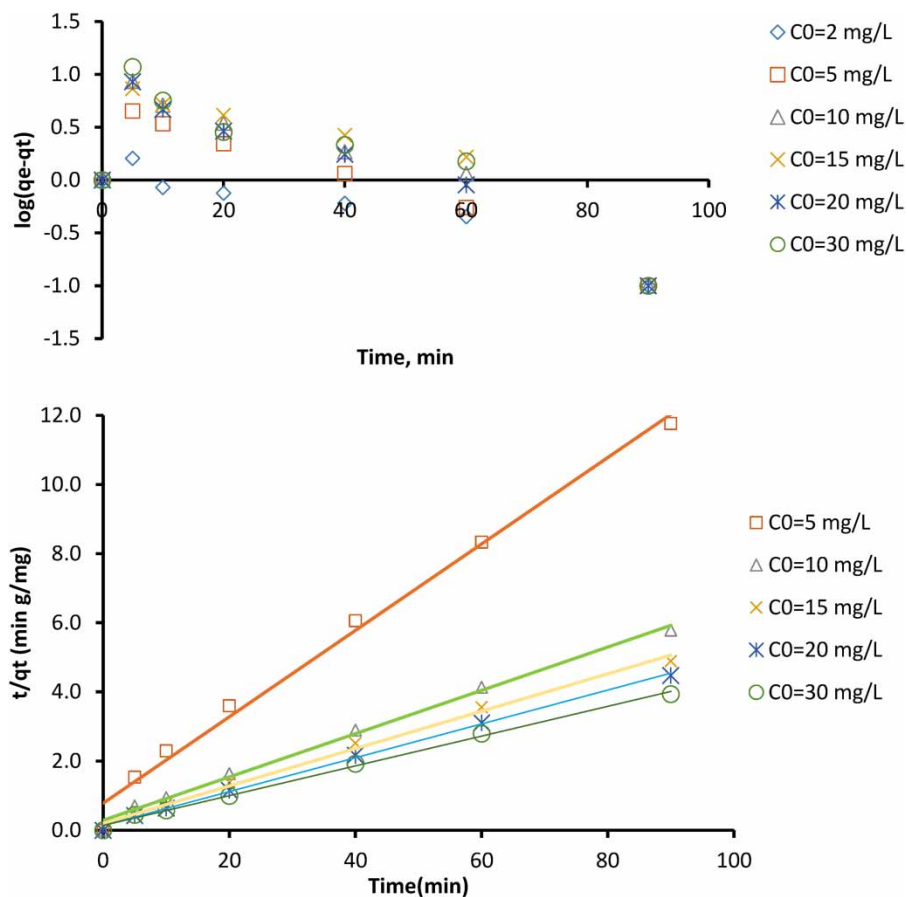 1.5
1.0
0.5
0.0
-0.5
-1.0
-1.5
log(qe-qt)
0
20
40
60
80
100
Time, min
C0=2 mg/L
C0=5 mg/L
C0=10 mg/L
C0=15 mg/L
C0=20 mg/L
C0=30 mg/L
12.0
10.0
8.0
6.0
4.0
2.0
0.0
t/qt (min g/mg)
0
20
40
60
80
100
Time(min)
C0=5 mg/L
C0=10 mg/L
C0=15 mg/L
C0=20 mg/L
C0=30 mg/L